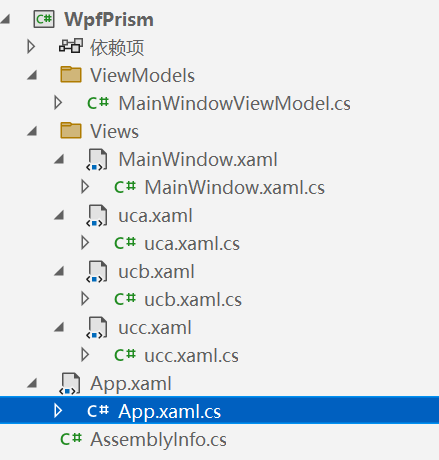 C# WpfPrism
依赖项
ViewModels
C# MainWindowViewModel.cs
Views
MainWindow.xaml
C# MainWindow.xaml.cs
uca.xaml
C# uca.xaml.cs
ucb.xaml
C# ucb.xaml.cs
ucc.xaml
C# ucc.xaml.cs
App.xaml
C# App.xaml.cs
C# AssemblyInfo.cs